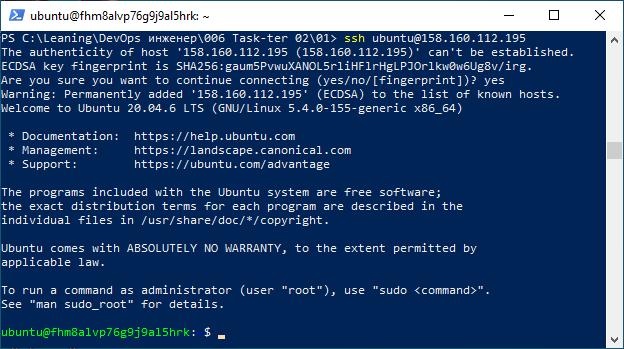 ubuntu@fhm8alvp76g9j9al5hrk: ~
PS C:\Leaning\DevOps инженер\006 Task-ter 02\01> ssh ubuntu@158.160.112.195
The authenticity of host '158.160.112.195 (158.160.112.195)' can't be established.
ECDSA key fingerprint is SHA256:gaum5PvwuXANOL5rliHFlrHgLPJOrlkw0w6Ug8v/irg.
Are you sure you want to continue connecting (yes/no/[fingerprint])? yes
Warning: Permanently added '158.160.112.195' (ECDSA) to the list of known hosts.
Welcome to Ubuntu 20.04.6 LTS (GNU/Linux 5.4.0-155-generic x86_64)
* Documentation:  https://help.ubuntu.com
* Management:     https://landscape.canonical.com
* Support:        https://ubuntu.com/advantage
The programs included with the Ubuntu system are free software;
the exact distribution terms for each program are described in the
individual files in /usr/share/doc/*/copyright.
Ubuntu comes with ABSOLUTELY NO WARRANTY, to the extent permitted by
applicable law.
To run a command as administrator (user "root"), use "sudo <command>".
See "man sudo_root" for details.
ubuntu@fhm8alvp76g9j9al5hrk:~$